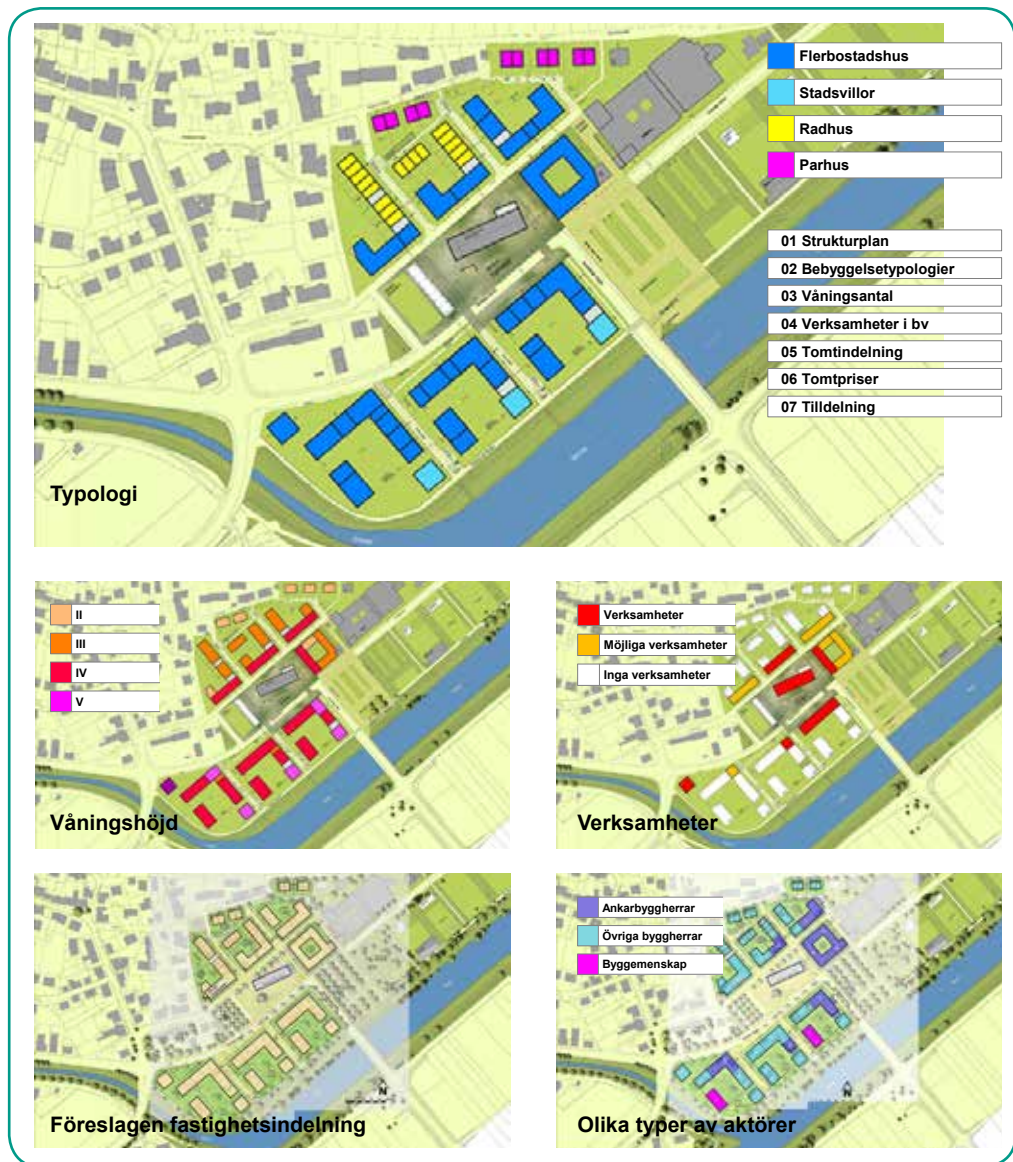 Flerbostadshus
Stadsvillor
Radhus
Parhus
01 Strukturplan
02 Bebyggelsetypologier
03 Våningsantal
04 Verksamheter i bv
05 Tomtindelning
06 Tomtpriser
07 Tilldelning
Typologi
II
III
IV
V
Våningshöjd
Verksamheter
Möjliga verksamheter
Inga verksamheter
Verksamheter
N
Föreslagen fastighetsindelning
Ankarbyggherrar
Övriga byggherrar
Byggemenskap
N
Olika typer av aktörer